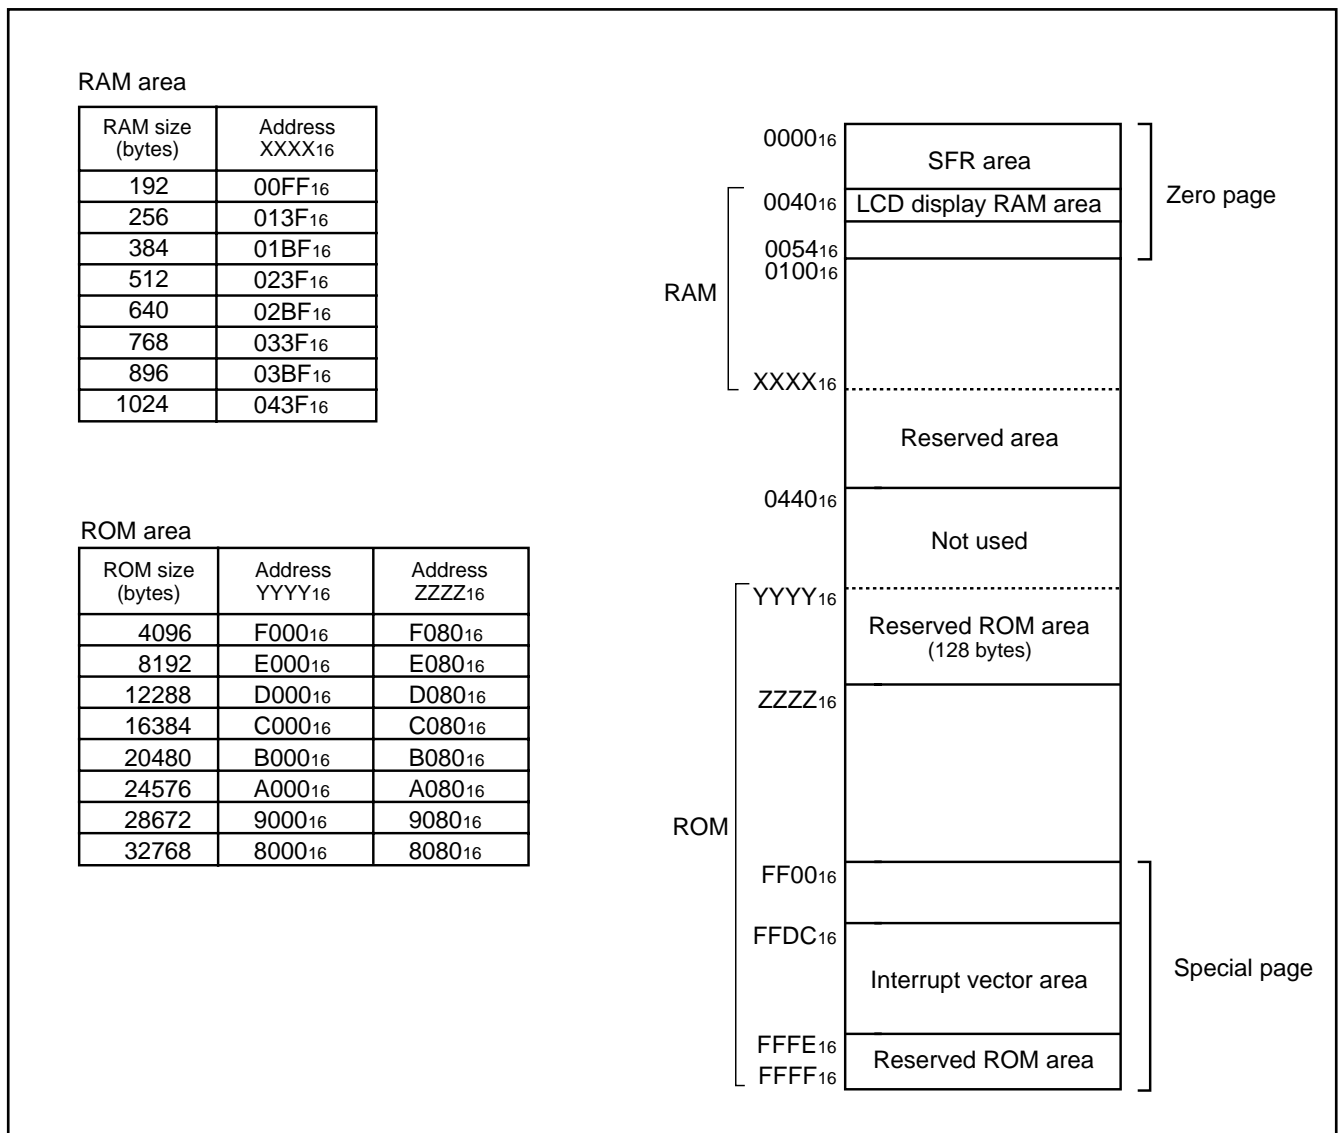 RAM area
RAM size (bytes) Address XXXX16
192 00FF16
256 013F16
384 01BF16
512 023F16
640 02BF16
768 033F16
896 03BF16
1024 043F16
ROM area
ROM size (bytes) Address YYYY16 Address ZZZZ16
4096 F00016 F08016
8192 E00016 E08016
12288 D00016 D08016
16384 C00016 C08016
20480 B00016 B08016
24576 A00016 A08016
28672 900016 908016
32768 800016 808016
000016
SFR area
Zero page
004016 LCD display RAM area
005416
010016
RAM
XXXX16
Reserved area
044016
Not used
YYYY16
Reserved ROM area
(128 bytes)
ZZZZ16
ROM
FF0016
FFDC16
Interrupt vector area
Special page
FFFE16
Reserved ROM area
FFFF16